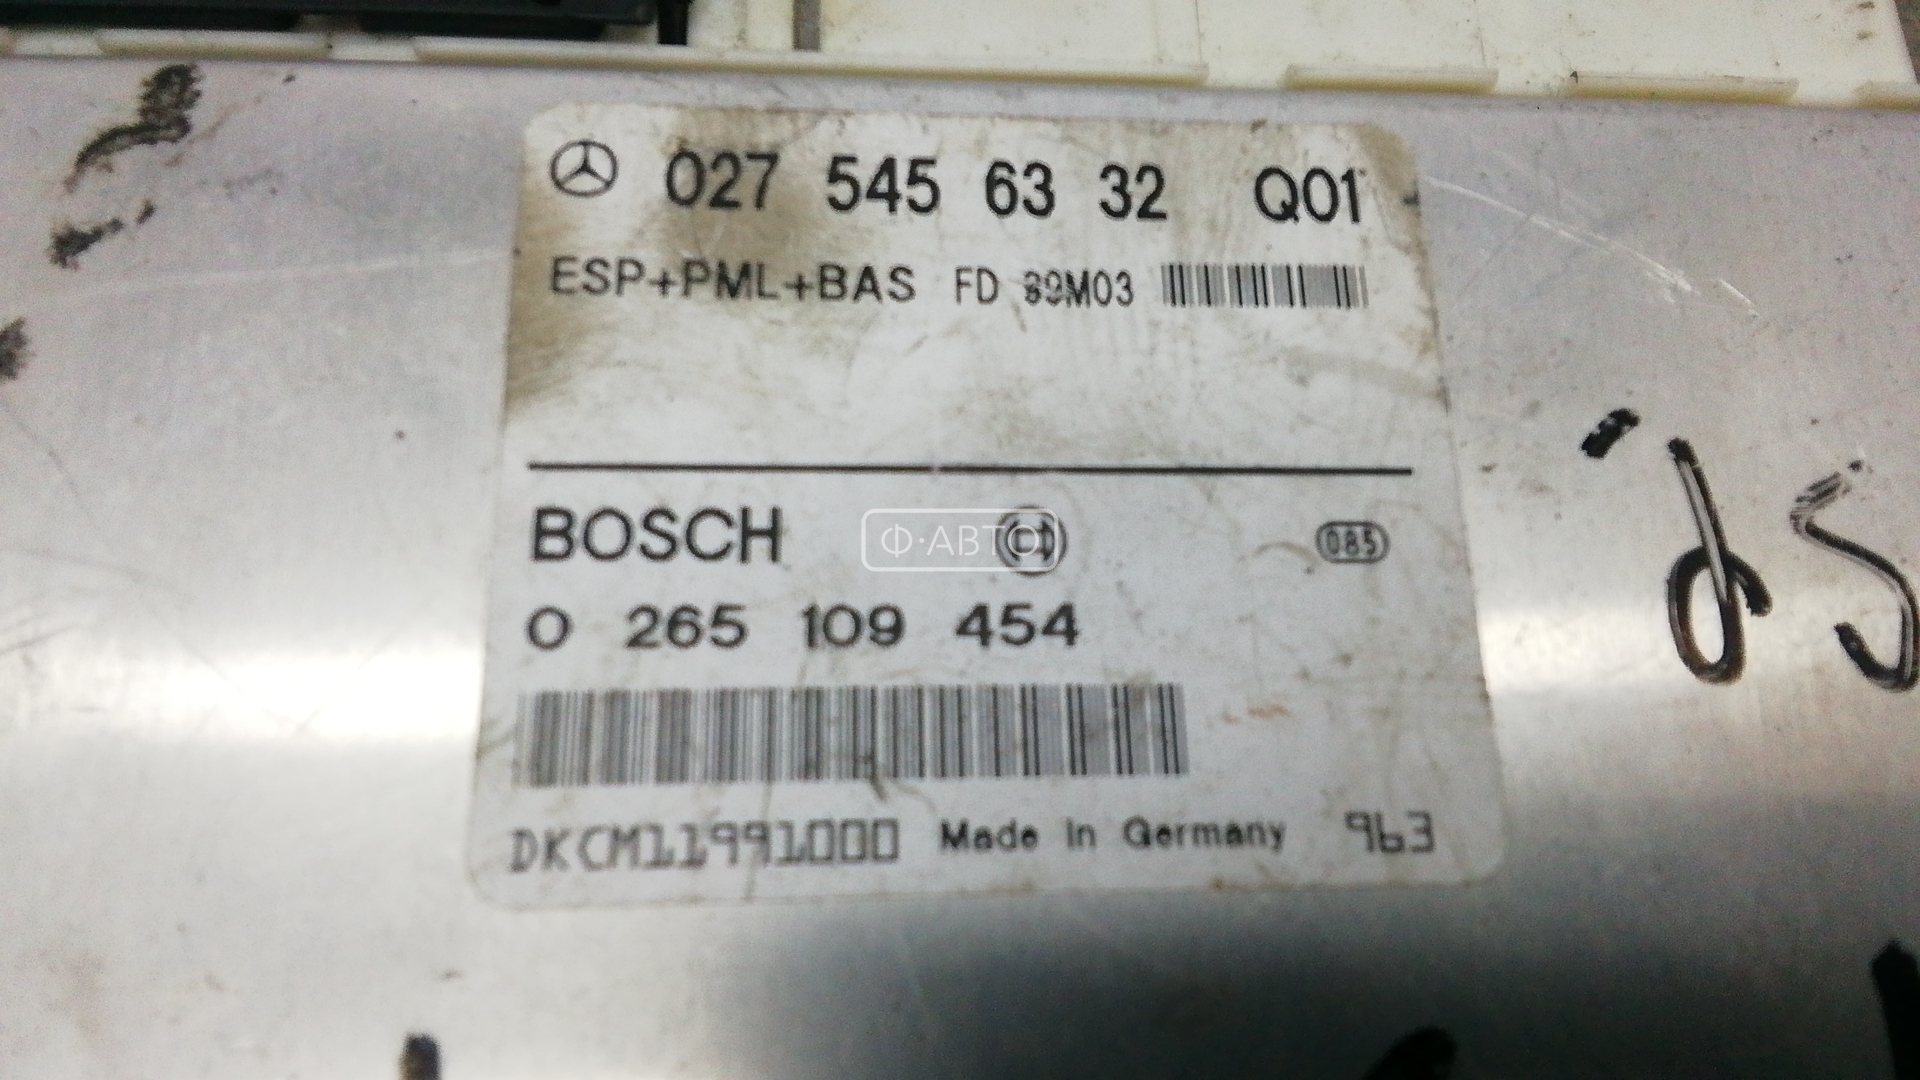 027 545 63 32 Q01
ESP+PML+BAS FD 39M03
BOSCH
Ф·АВТО
085
0 265 109 454
DKCM11991000 Made in Germany 963